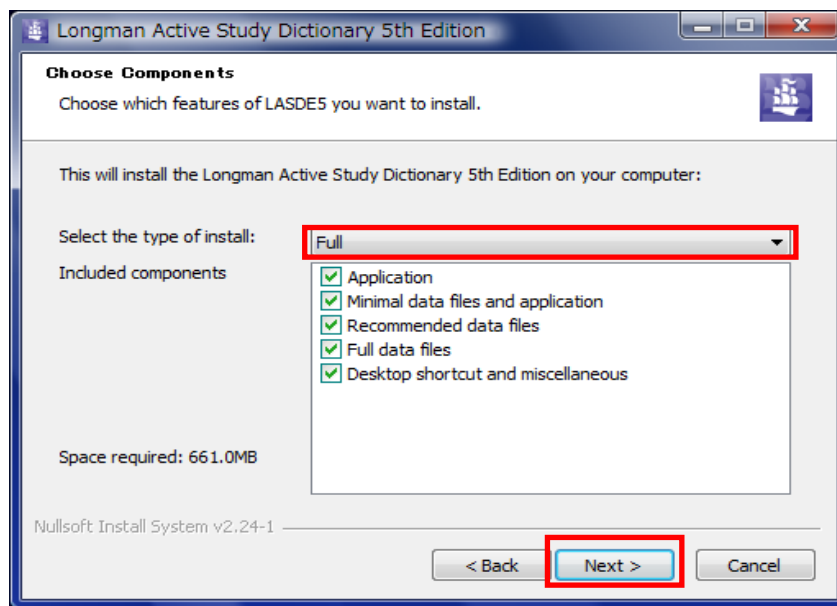 Longman Active Study Dictionary 5th Edition
Choose Components
Choose which features of LASDE5 you want to install.
This will install the Longman Active Study Dictionary 5th Edition on your computer:
Select the type of install:
Full
Included components
Application
Minimal data files and application
Recommended data files
Full data files
Desktop shortcut and miscellaneous
Space required: 661.0MB
Nullsoft Install System v2.24-1
< Back Next > Cancel